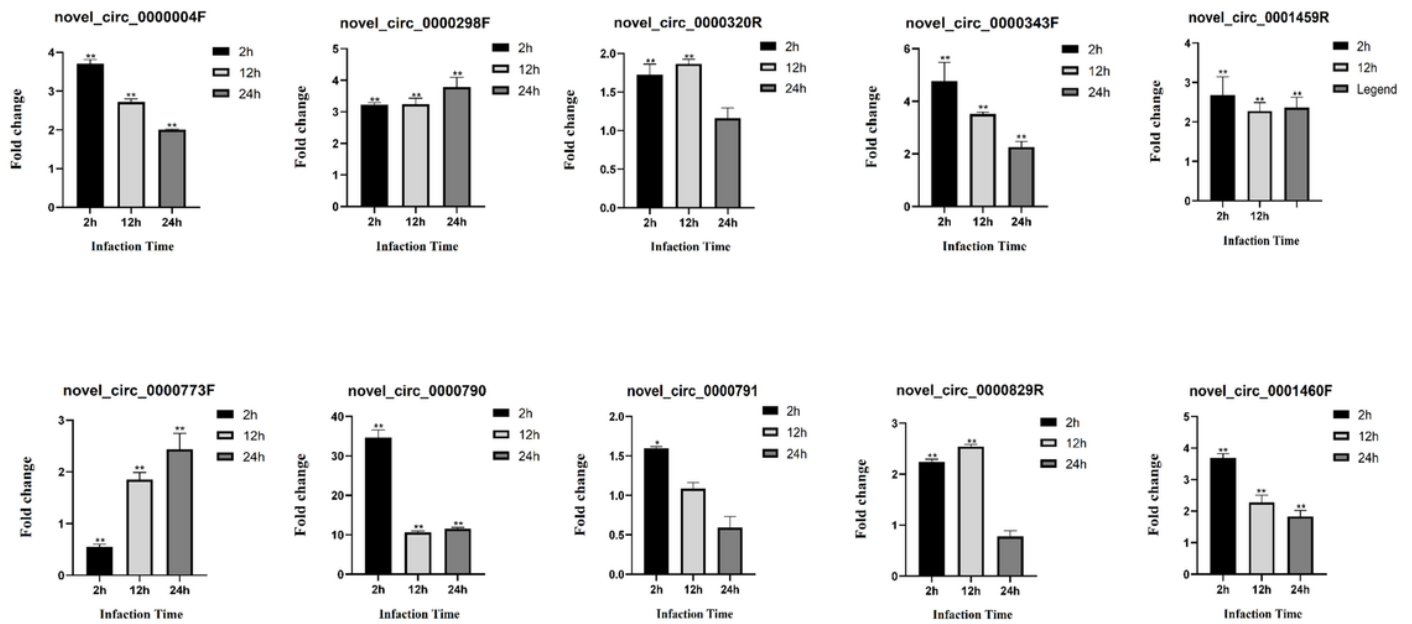 novel_circ_0000004F
Fold change
4
3
2
1
0
**
**
**
2h
12h
24h
Infaction Time
2h
12h
24h
novel_circ_0000298F
Fold change
5
4
3
2
1
0
**
**
**
2h
12h
24h
Infaction Time
2h
12h
24h
novel_circ_0000320R
Fold change
2.0
1.5
1.0
0.5
0.0
**
**
2h
12h
24h
Infaction Time
2h
12h
24h
novel_circ_0000343F
Fold change
6
4
2
0
**
**
**
2h
12h
24h
Infaction Time
2h
12h
24h
novel_circ_0001459R
Fold change
4
3
2
1
0
**
**
**
2h
12h
Infaction Time
2h
12h
Legend
novel_circ_0000773F
Fold change
3
2
1
0
**
**
**
2h
12h
24h
Infaction Time
2h
12h
24h
novel_circ_0000790
Fold change
40
30
20
10
0
**
**
**
2h
12h
24h
Infaction Time
2h
12h
24h
novel_circ_0000791
Fold change
2.0
1.5
1.0
0.5
0.0
*
2h
12h
24h
Infaction Time
2h
12h
24h
novel_circ_0000829R
Fold change
3
2
1
0
**
**
2h
12h
24h
Infaction Time
2h
12h
24h
novel_circ_0001460F
Fold change
5
4
3
2
1
0
**
**
**
2h
12h
24h
Infaction Time
2h
12h
24h